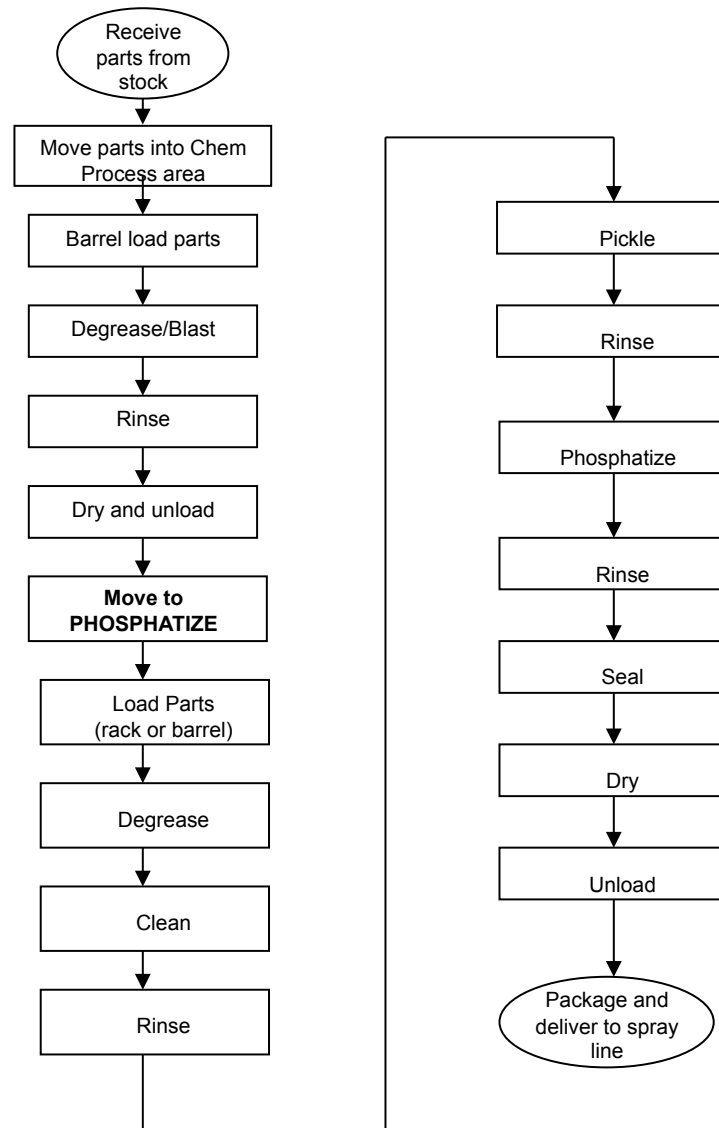 Receive
parts from
stock
Move parts into Chem
Process area
Barrel load parts
Degrease/Blast
Rinse
Dry and unload
Move to
PHOSPHATIZE
Load Parts
(rack or barrel)
Degrease
Clean
Rinse
Pickle
Rinse
Phosphatize
Rinse
Seal
Dry
Unload
Package and
deliver to spray
line